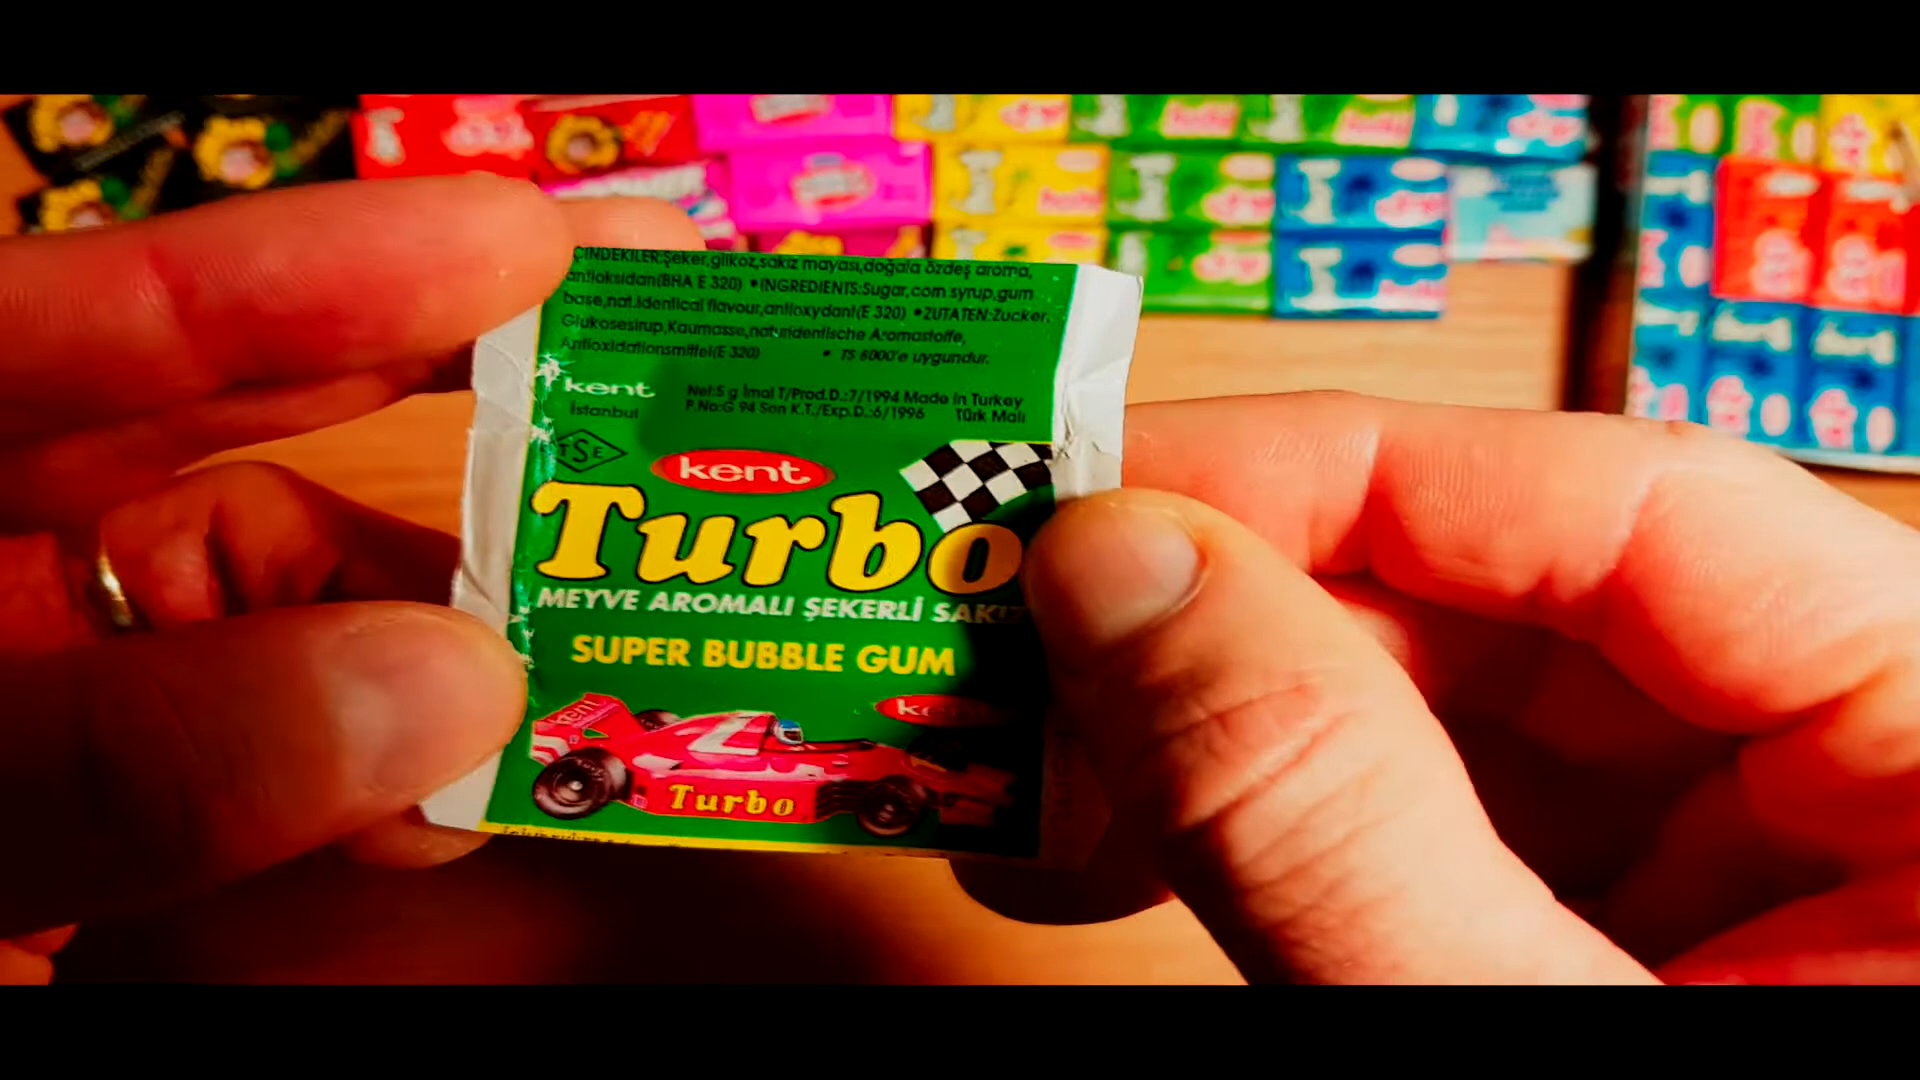 İÇİNDEKİLER:Şeker,glikoz,sakız mayası,doğala özdeş aroma,
antioksidan(BHA E 320) •INGREDIENTS:Sugar,corn syrup,gum
base,nat.identical flavour,antioxydant(E 320) •ZUTATEN:Zucker,
Glukosesirup,Kaumasse,naturidentische Aromastoffe,
Antioxidationsmittel(E 320) • TS 6000'e uygundur.
kent
İstanbul
Net:5 g İmal T/Prod.D.:7/1994 Made in Turkey
P.No:G 94 Son K.T./Exp.D.:6/1996 Türk Malı
TSE
kent
Turbo
MEYVE AROMALI ŞEKERLİ SAKIZ
SUPER BUBBLE GUM
kent
kent
Turbo